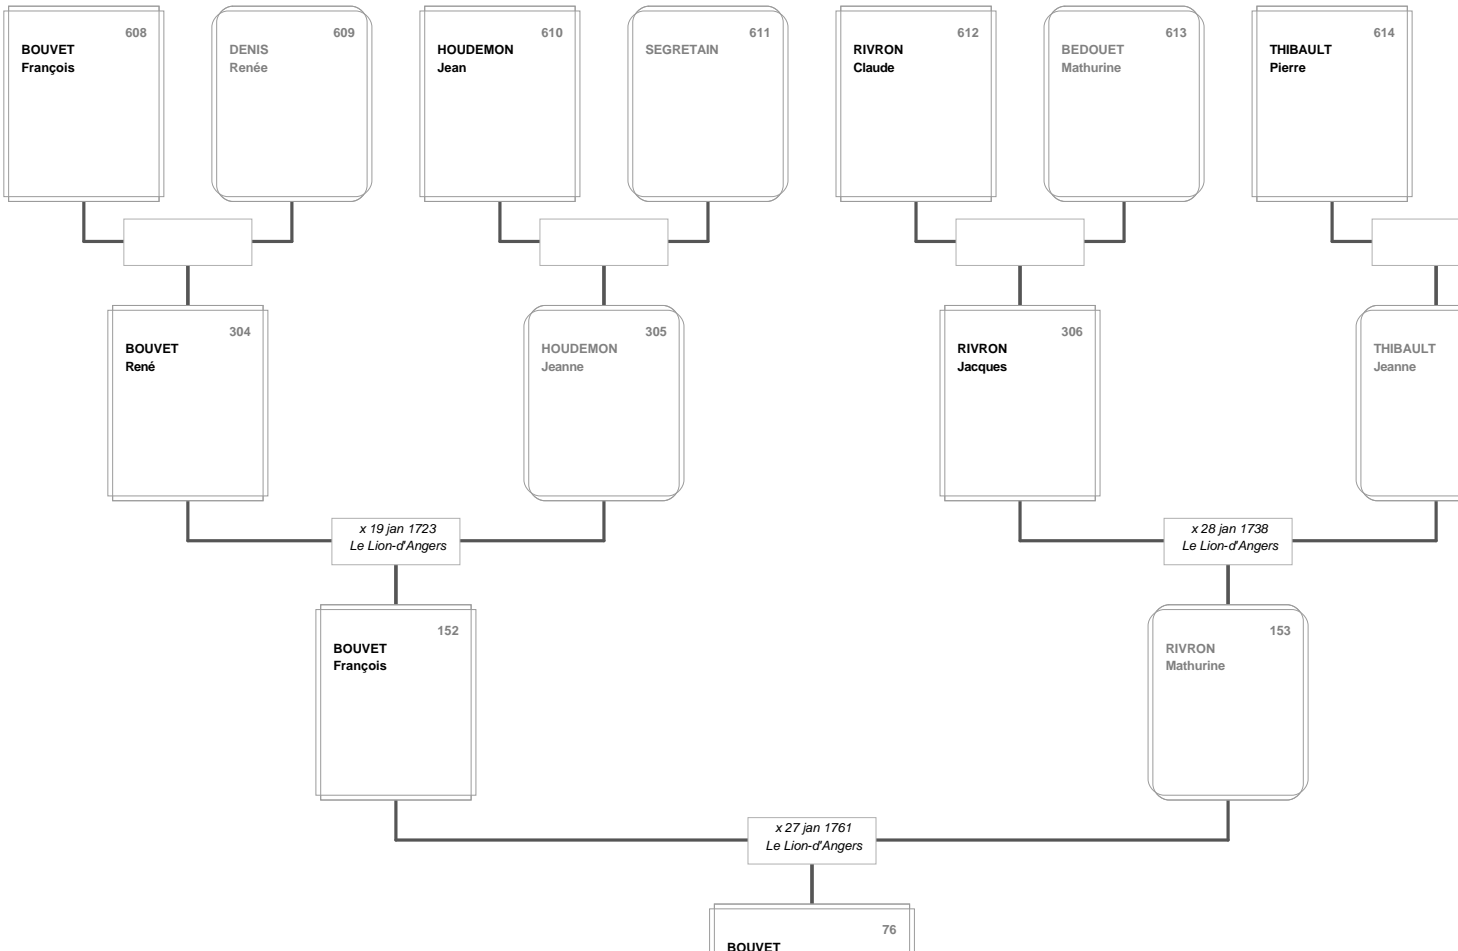 608
BOUVET
François
609
DENIS
Renée
610
HOUDEMON
Jean
611
SEGRETAIN
612
RIVRON
Claude
613
BEDOUET
Mathurine
614
THIBAULT
Pierre
304
BOUVET
René
305
HOUDEMON
Jeanne
306
RIVRON
Jacques
THIBAULT
Jeanne
x 19 jan 1723
Le Lion-d'Angers
x 28 jan 1738
Le Lion-d'Angers
152
BOUVET
François
153
RIVRON
Mathurine
x 27 jan 1761
Le Lion-d'Angers
76
BOUVET